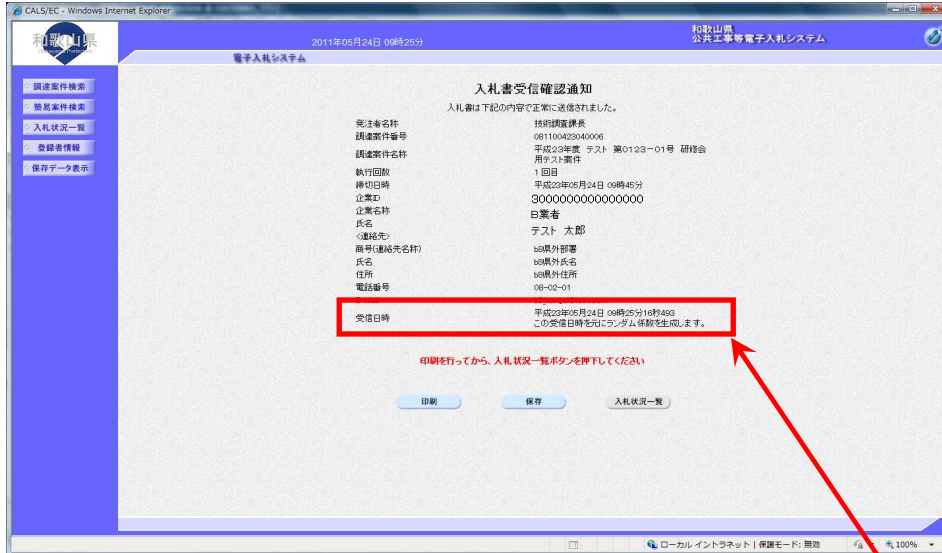 CALS/EC - Windows Internet Explorer
和歌山県
2011年05月24日 09時25分
和歌山県
公共工事等電子入札システム
電子入札システム
調達案件検索
簡易案件検索
入札状況一覧
登録者情報
保存データ表示
入札書受信確認通知
入札書は下記の内容で正常に送信されました。
発注者名称 技術調査課長
調達案件番号 081100423040006
調達案件名称 平成23年度 テスト 第0123-01号 研修会
用テスト案件
執行回数 1回目
締切日時 平成23年05月24日 09時45分
企業ID 3000000000000000
企業名称 B業者
氏名 テスト 太郎
<連絡先>
商号(連絡先名称) b8県外部署
氏名 b8県外氏名
住所 b8県外住所
電話番号 08-02-01
受信日時 平成23年05月24日 09時25分16秒493
この受信日時を元にランダム係数を生成します。
印刷を行ってから、入札状況一覧ボタンを押下してください
印刷 保存 入札状況一覧
ローカル イントラネット | 保護モード: 無効 100%